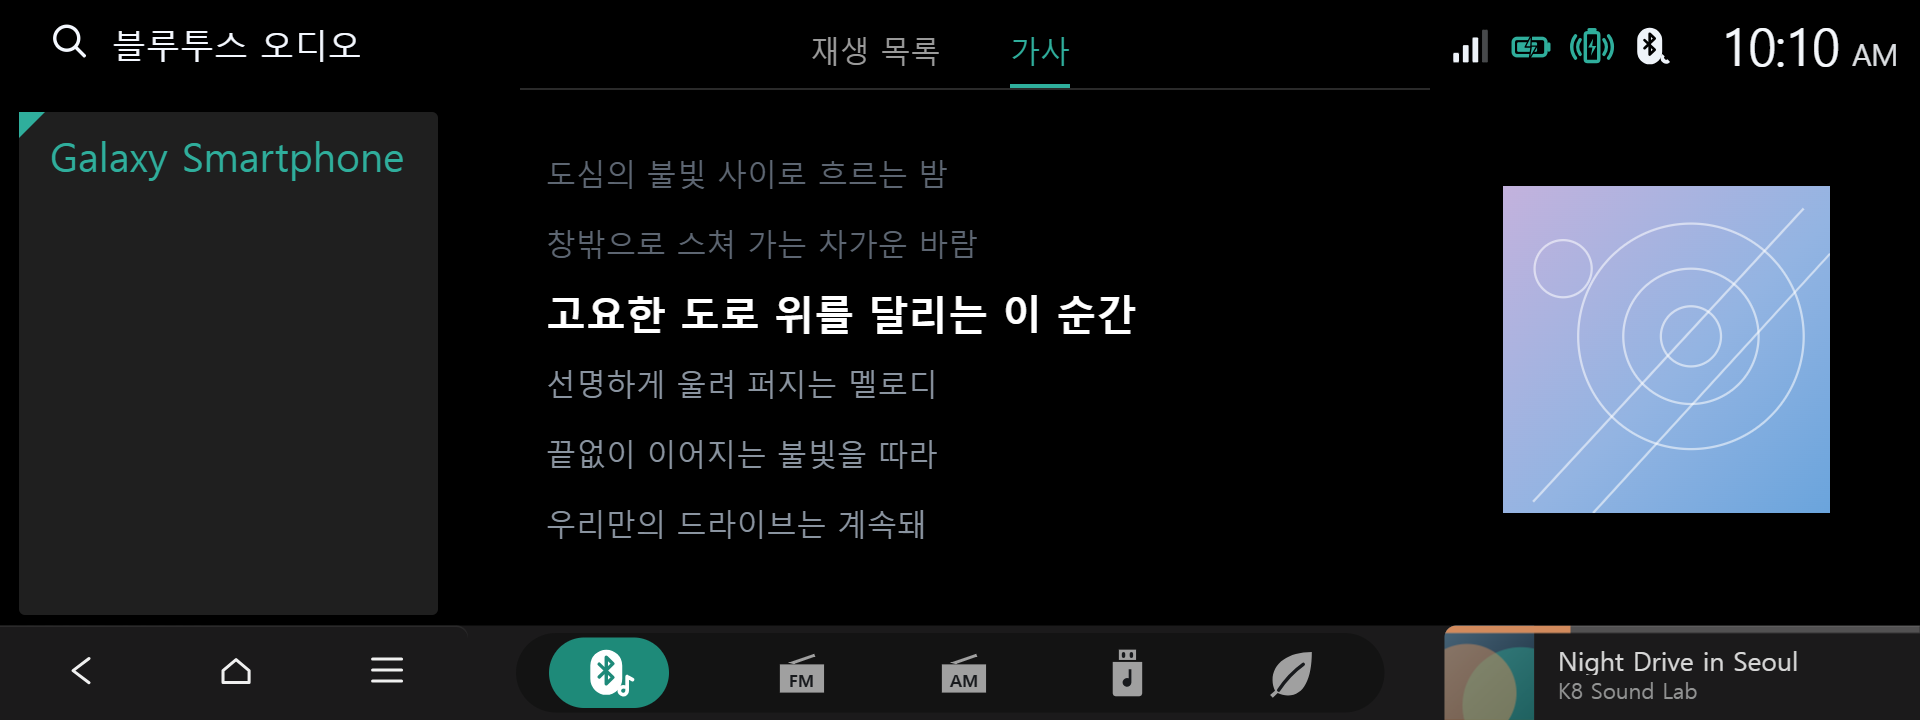 블루투스 오디오
재생 목록
가사
10:10 AM
Galaxy Smartphone
도심의 불빛 사이로 흐르는 밤
창밖으로 스쳐 가는 차가운 바람
고요한 도로 위를 달리는 이 순간
선명하게 울려 퍼지는 멜로디
끝없이 이어지는 불빛을 따라
우리만의 드라이브는 계속돼
FM
AM
Night Drive in Seoul
K8 Sound Lab